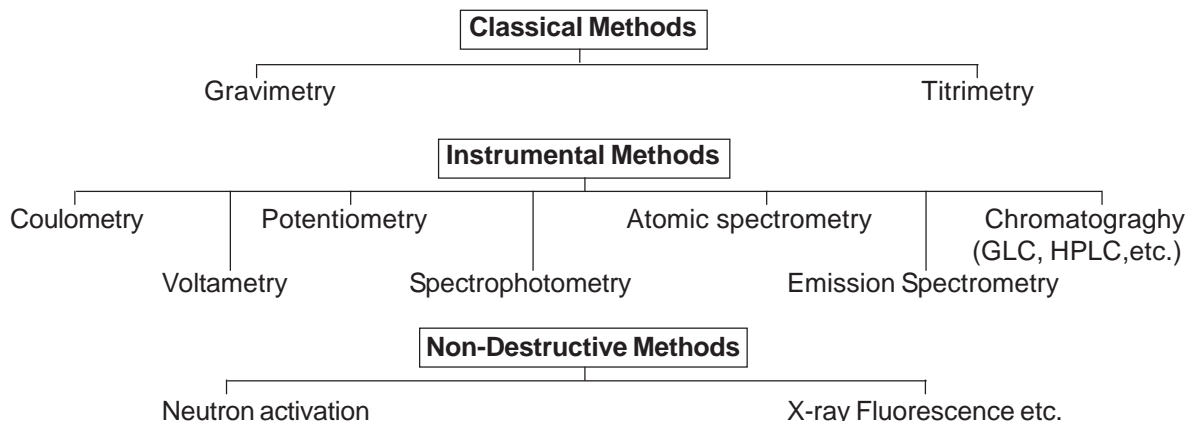 Classical Methods
Gravimetry Titrimetry
Instrumental Methods
Coulometry Potentiometry Atomic spectrometry Chromatograghy
(GLC, HPLC,etc.)
Voltametry Spectrophotometry Emission Spectrometry
Non-Destructive Methods
Neutron activation X-ray Fluorescence etc.